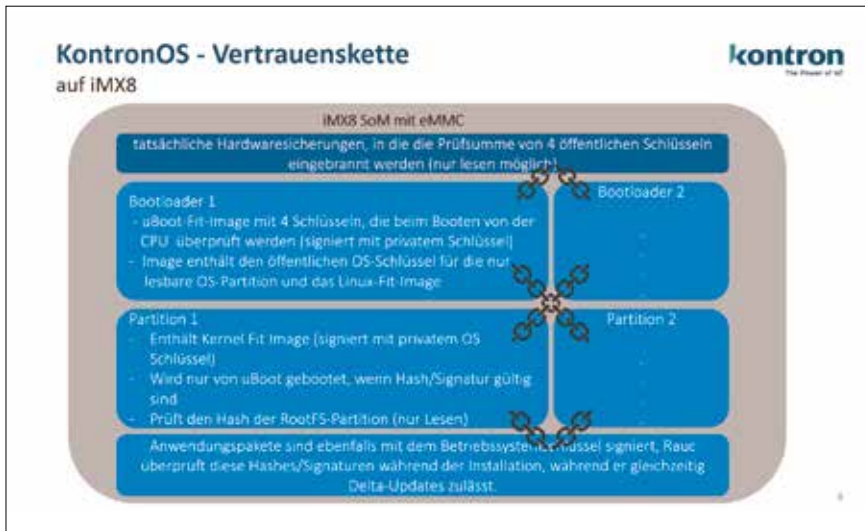 KontronOS - Vertrauenskette
auf iMX8
kontron
The Power of IoT
iMX8 SoM mit eMMC
tatsächliche Hardwaresicherungen, in die die Prüfsumme von 4 öffentlichen Schlüsseln
eingebrannt werden (nur lesen möglich)
Bootloader 1
- uBoot-Fit-Image mit 4 Schlüsseln, die beim Booten von der
CPU überprüft werden (signiert mit privatem Schlüssel)
- Image enthält den öffentlichen OS-Schlüssel für die nur
lesbare OS-Partition und das Linux-Fit-Image
Bootloader 2
Partition 1
- Enthält Kernel Fit Image (signiert mit privatem OS
Schlüssel)
- Wird nur von uBoot gebootet, wenn Hash/Signatur gültig
sind
- Prüft den Hash der RootFS-Partition (nur Lesen)
Partition 2
Anwendungspakete sind ebenfalls mit dem Betriebssystemschlüssel signiert, Rauc
überprüft diese Hashes/Signaturen während der Installation, während er gleichzeitig
Delta-Updates zulässt.